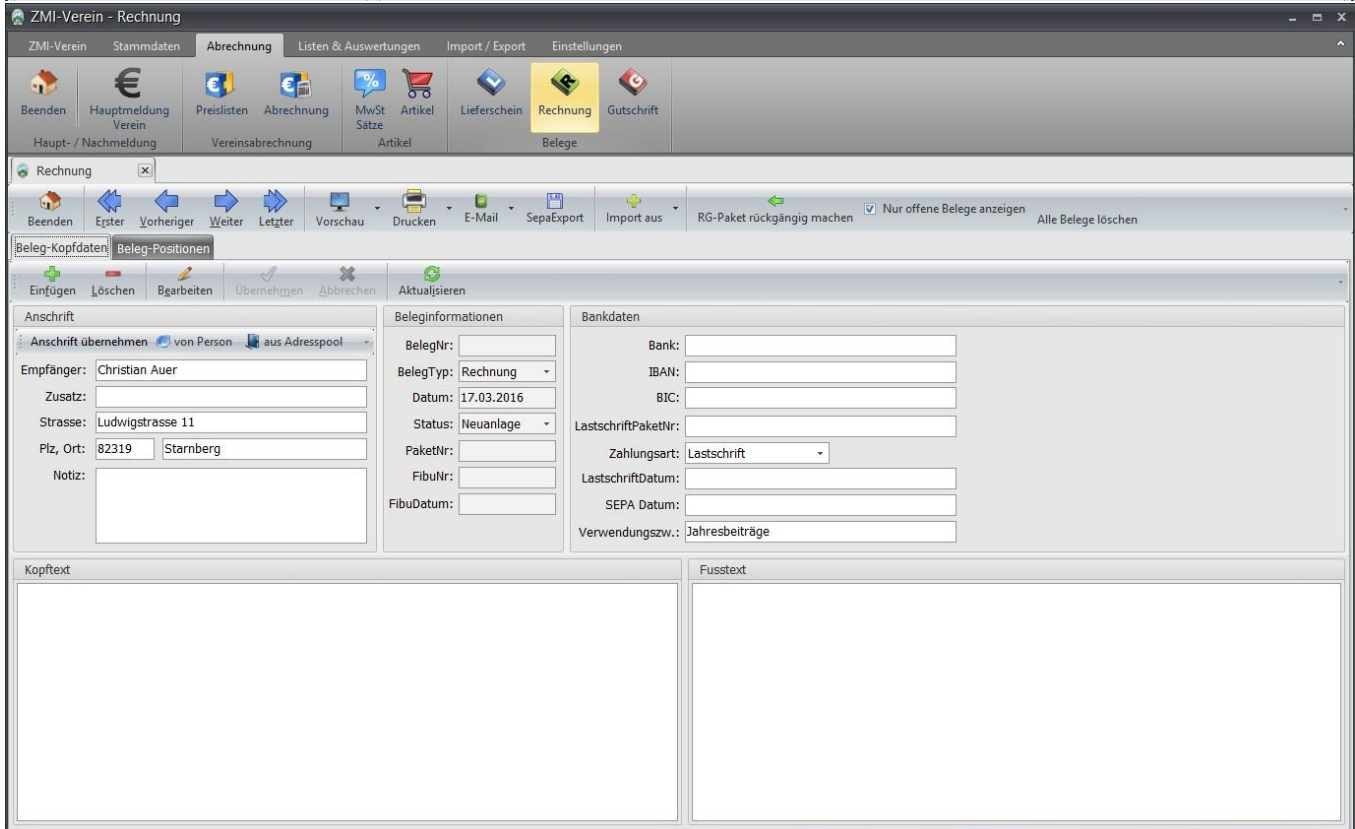 ZMI-Verein - Rechnung
ZMI-Verein Stammdaten Abrechnung Listen & Auswertungen Import / Export Einstellungen
Beenden Hauptmeldung Verein Preislisten Abrechnung MwSt Sätze Artikel Lieferschein Rechnung Gutschrift
Haupt- / Nachmeldung Vereinsabrechnung Artikel Belege
Rechnung
Beenden Erster Vorheriger Weiter Letzter Vorschau Drucken E-Mail SepaExport Import aus RG-Paket rückgängig machen Nur offene Belege anzeigen Alle Belege löschen
Beleg-Kopfdaten Beleg-Positionen
Einfügen Löschen Bearbeiten Übernehmen Abbrechen Aktualisieren
Anschrift Beleginformationen Bankdaten
Anschrift übernehmen von Person aus Adresspool
Empfänger: Christian Auer
Zusatz:
Strasse: Ludwigstrasse 11
Plz, Ort: 82319 Starnberg
Notiz:
BelegNr:
BelegTyp: Rechnung
Datum: 17.03.2016
Status: Neuanlage
PaketNr:
FibuNr:
FibuDatum:
Bank:
IBAN:
BIC:
LastschriftPaketNr:
Zahlungsart: Lastschrift
LastschriftDatum:
SEPA Datum:
Verwendungszw.: Jahresbeiträge
Kopftext Fusstext